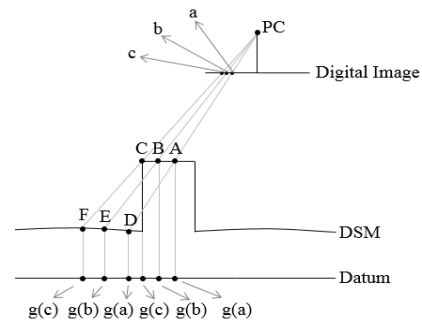 a
PC
b
c
Digital Image
C B A
F E D
DSM
Datum
g(c) g(b) g(a) g(c) g(b) g(a)